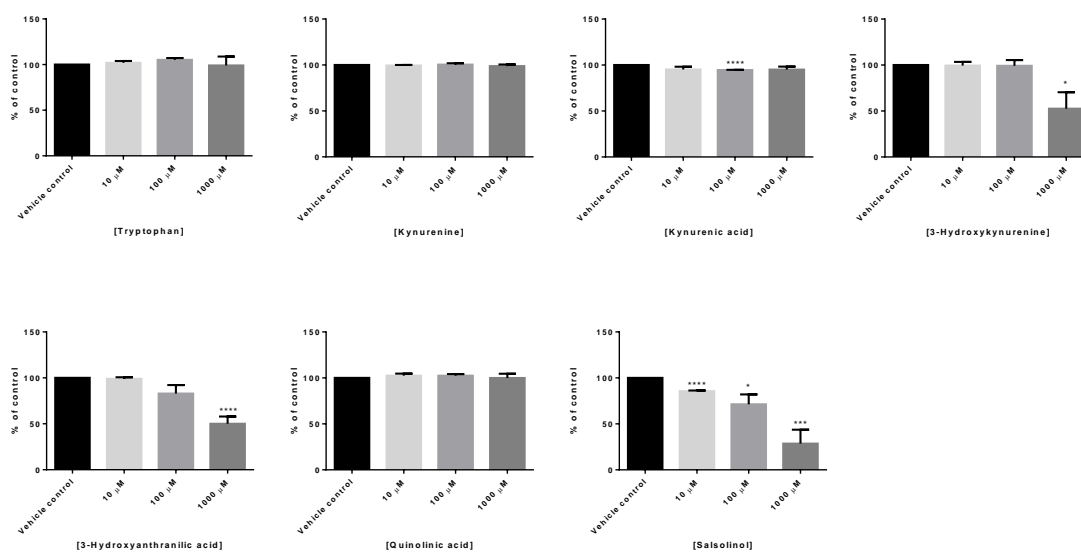 150
100
50
0
% of control
Vehicle control
10 µM
100 µM
1000 µM
[Tryptophan]
150
100
50
0
% of control
Vehicle control
10 µM
100 µM
1000 µM
[Kynurenine]
150
100
50
0
% of control
****
Vehicle control
10 µM
100 µM
1000 µM
[Kynurenic acid]
150
100
50
0
% of control
*
Vehicle control
10 µM
100 µM
1000 µM
[3-Hydroxykynurenine]
150
100
50
0
% of control
****
Vehicle control
10 µM
100 µM
1000 µM
[3-Hydroxyanthranilic acid]
150
100
50
0
% of control
Vehicle control
10 µM
100 µM
1000 µM
[Quinolinic acid]
150
100
50
0
% of control
****
*
***
Vehicle control
10 µM
100 µM
1000 µM
[Salsolinol]